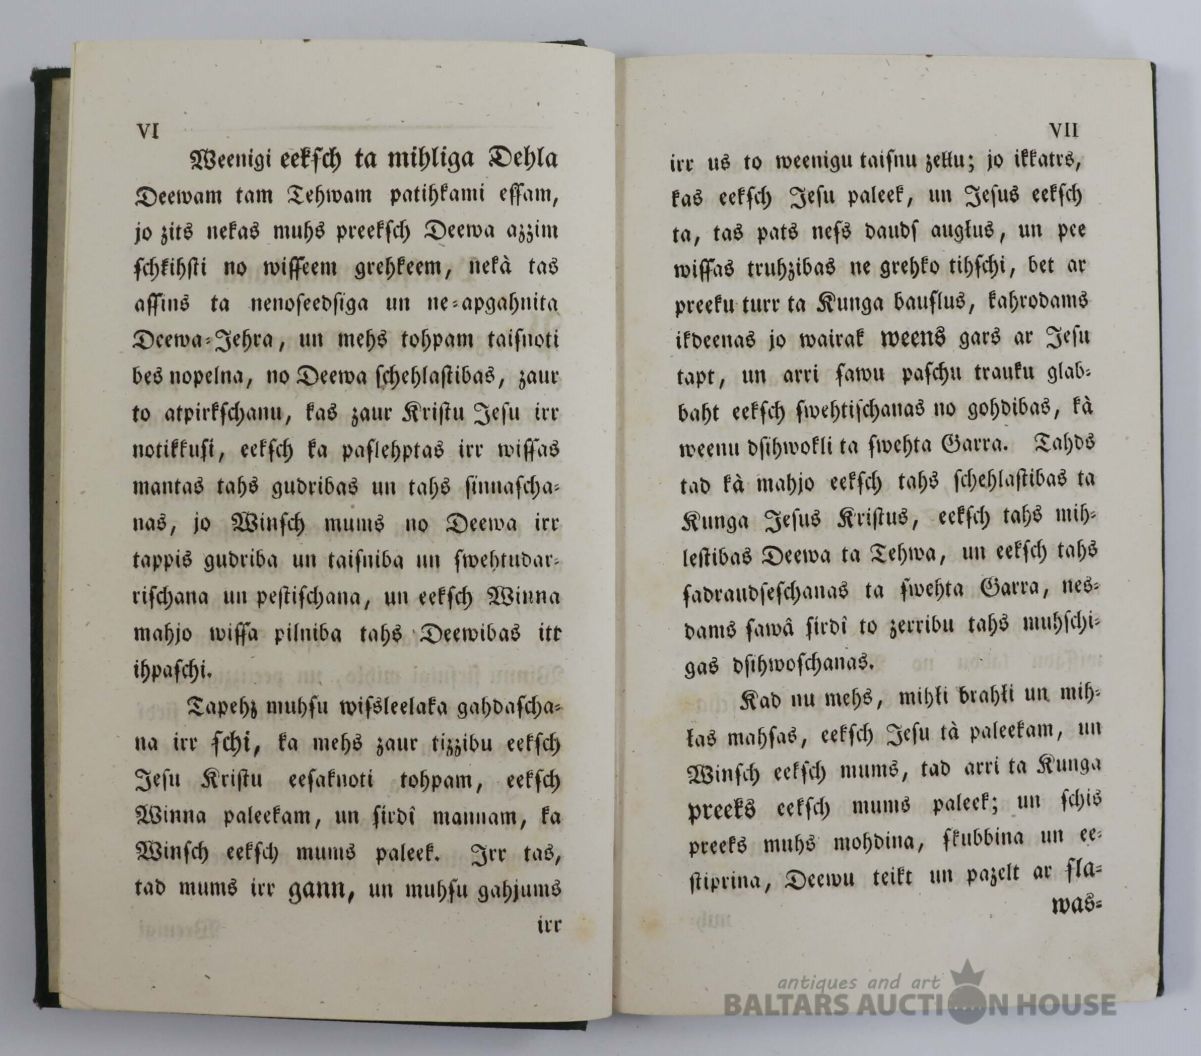 VI
Weenigi eekſch ta mihliga Dehla
Deewam tam Tehwam patihkami eſſam,
jo zits nekas muhs preekſch Deewa azzim
ſchkihſti no wiſſeem grehkeem, nekà tas
aſſins ta nenoſeedſiga un ne-apgahnita
Deewa-Jehra, un mehs tohpam taiſnoti
bes nopelna, no Deewa ſchehlaſtibas, zaur
to atpirkſchanu, kas zaur Kriſtu Jeſu irr
notikkuſi, eekſch ka paſlehptas irr wiſſas
mantas tahs gudribas un tahs ſinnaſcha-
nas, jo Winſch mums no Deewa irr
tappis gudriba un taiſniba un ſwehtudar-
riſchana un peſtiſchana, un eekſch Winna
mahjo wiſſa pilniba tahs Deewibas itt
ihpaſchi.
Tapehz muhſu wiſsleelaka gahdaſcha-
na irr ſchi, ka mehs zaur tizzibu eekſch
Jeſu Kriſtu eeſaknoti tohpam, eekſch
Winna paleekam, un ſirdî mannam, ka
Winſch eekſch mums paleek. Irr tas,
tad mums irr gann, un muhſu gahjums
irr
VII
irr us to weenigu taiſnu zeļļu; jo ikkatrs,
kas eekſch Jeſu paleek, un Jeſus eekſch
ta, tas pats neſs daudſ augļus, un pee
wiſſas truhzibas ne grehko tihſchi, bet ar
preeku turr ta Kunga bauſlus, kahrodams
ikdeenas jo wairak weens gars ar Jeſu
tapt, un arri ſawu paſchu trauku glab-
baht eekſch ſwehtiſchanas no gohdibas, kà
weenu dſihwokli ta ſwehta Garra. Tahds
tad kà mahjo eekſch tahs ſchehlaſtibas ta
Kunga Jeſus Kriſtus, eekſch tahs mih-
leſtibas Deewa ta Tehwa, un eekſch tahs
ſadraudſeſchanas ta ſwehta Garra, nes-
dams ſawâ ſirdî to zerribu tahs muhſchi-
gas dſihwoſchanas.
Kad nu mehs, mihļi brahļi un mih-
ļas mahſas, eekſch Jeſu tà paleekam, un
Winſch eekſch mums, tad arri ta Kunga
preeks eekſch mums paleek; un ſchis
preeks muhs mohdina, ſkubbina un ee-
ſtiprina, Deewu teikt un pazelt ar ſla-
was-
antiques and art
BALTARS AUCTION HOUSE